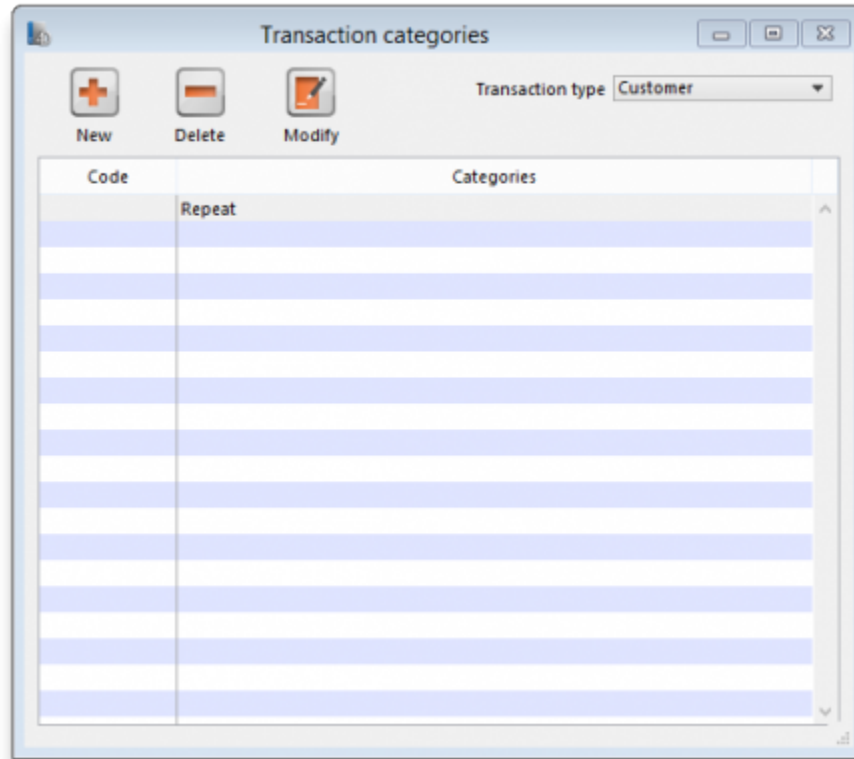 Transaction categories
New
Delete
Modify
Transaction type Customer
Code Categories
Repeat